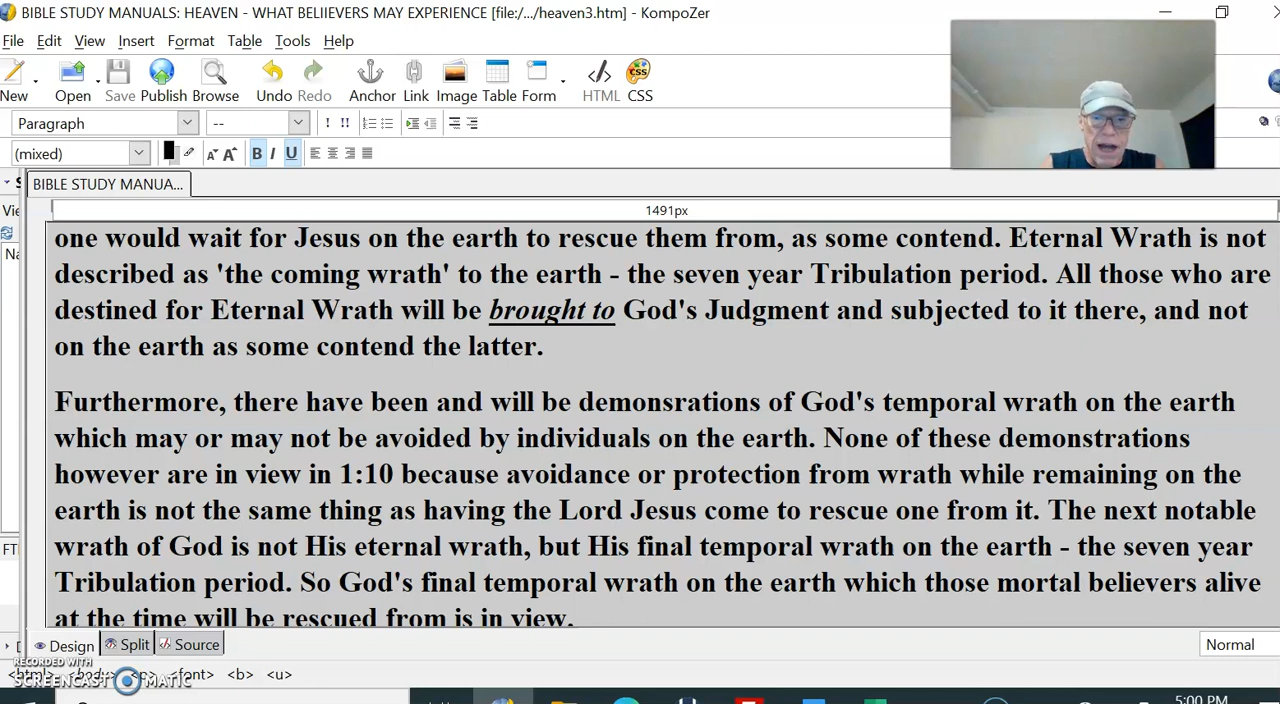 BIBLE STUDY MANUALS: HEAVEN - WHAT BELIIEVERS MAY EXPERIENCE [file:/.../heaven3.htm] - KompoZer
File Edit View Insert Format Table Tools Help
New Open Save Publish Browse Undo Redo Anchor Link Image Table Form HTML CSS
Paragraph --
(mixed) B I U
BIBLE STUDY MANUA...
1491px
one would wait for Jesus on the earth to rescue them from, as some contend. Eternal Wrath is not
described as 'the coming wrath' to the earth - the seven year Tribulation period. All those who are
destined for Eternal Wrath will be brought to God's Judgment and subjected to it there, and not
on the earth as some contend the latter.
Furthermore, there have been and will be demonsrations of God's temporal wrath on the earth
which may or may not be avoided by individuals on the earth. None of these demonstrations
however are in view in 1:10 because avoidance or protection from wrath while remaining on the
earth is not the same thing as having the Lord Jesus come to rescue one from it. The next notable
wrath of God is not His eternal wrath, but His final temporal wrath on the earth - the seven year
Tribulation period. So God's final temporal wrath on the earth which those mortal believers alive
at the time will be rescued from is in view.
Design Split Source Normal
RECORDED WITH
SCREENCAST MATIC
<html> <body> <p> <font> <b> <u>
5:00 PM